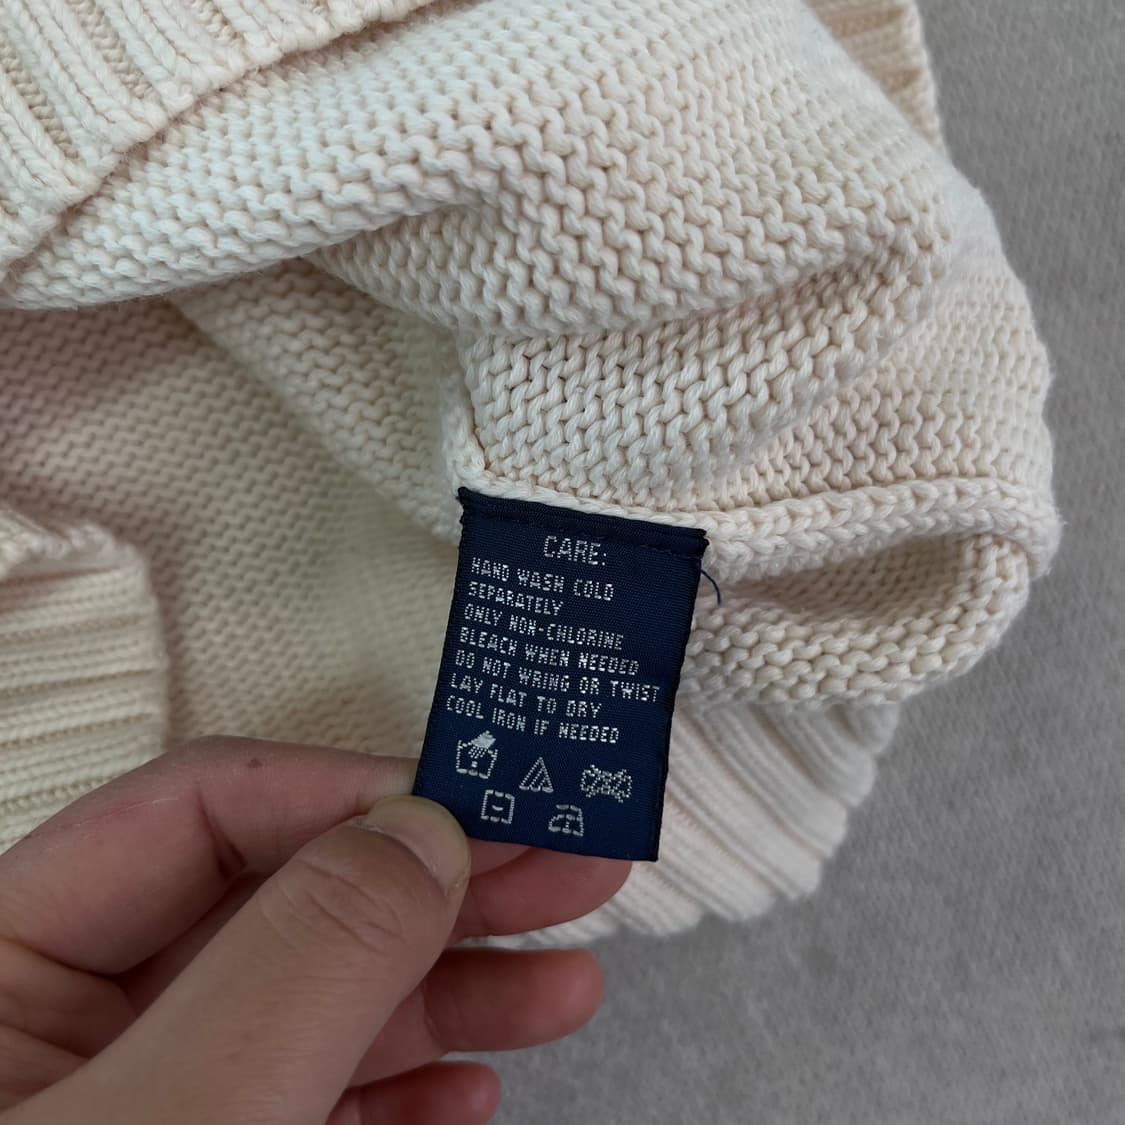 CARE:
HAND WASH COLD
SEPARATELY
ONLY NON-CHLORINE
BLEACH WHEN NEEDED
DO NOT WRING OR TWIST
LAY FLAT TO DRY
COOL IRON IF NEEDED